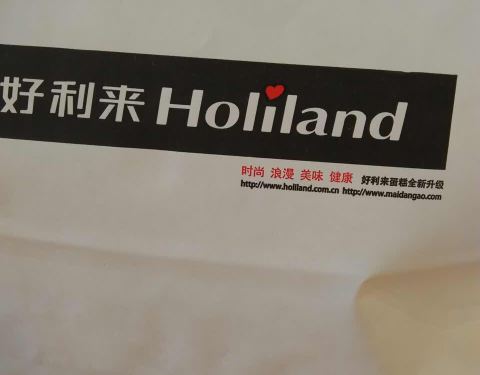 好利来 Holiland
时尚 浪漫 美味 健康 好利来蛋糕全新升级
http://www.holiland.com.cn http://www.maidangao.com